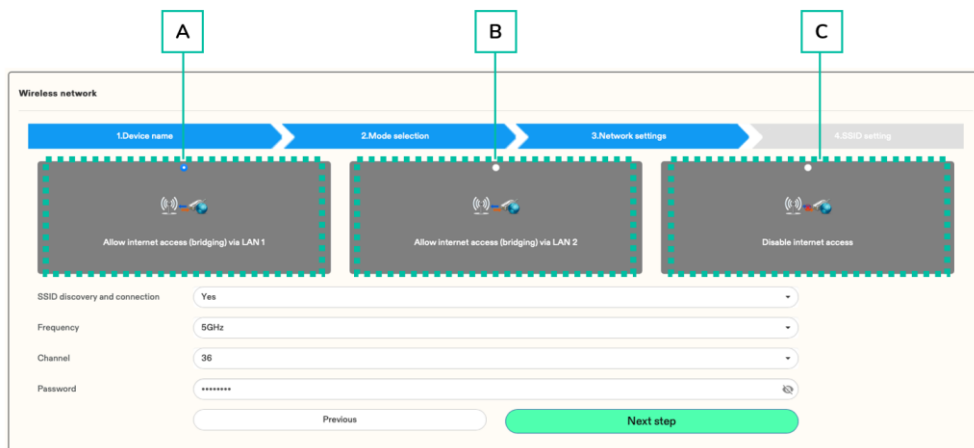 A
B
C
Wireless network
1.Device name
2.Mode selection
3.Network settings
4.SSID setting
Allow internet access (bridging) via LAN 1
Allow internet access (bridging) via LAN 2
Disable internet access
SSID discovery and connection
Yes
Frequency
5GHz
Channel
36
Password
••••••••
Previous
Next step